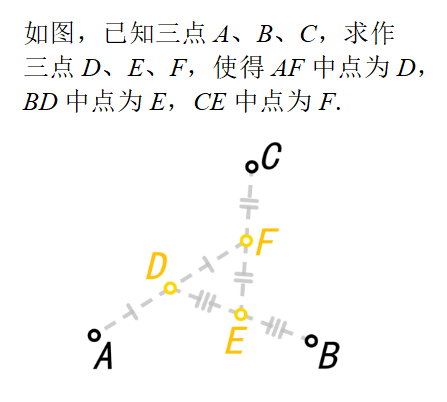 如图，已知三点 A、B、C，求作
三点 D、E、F，使得 AF 中点为 D，
BD 中点为 E，CE 中点为 F.
C
F
D
E
A
B